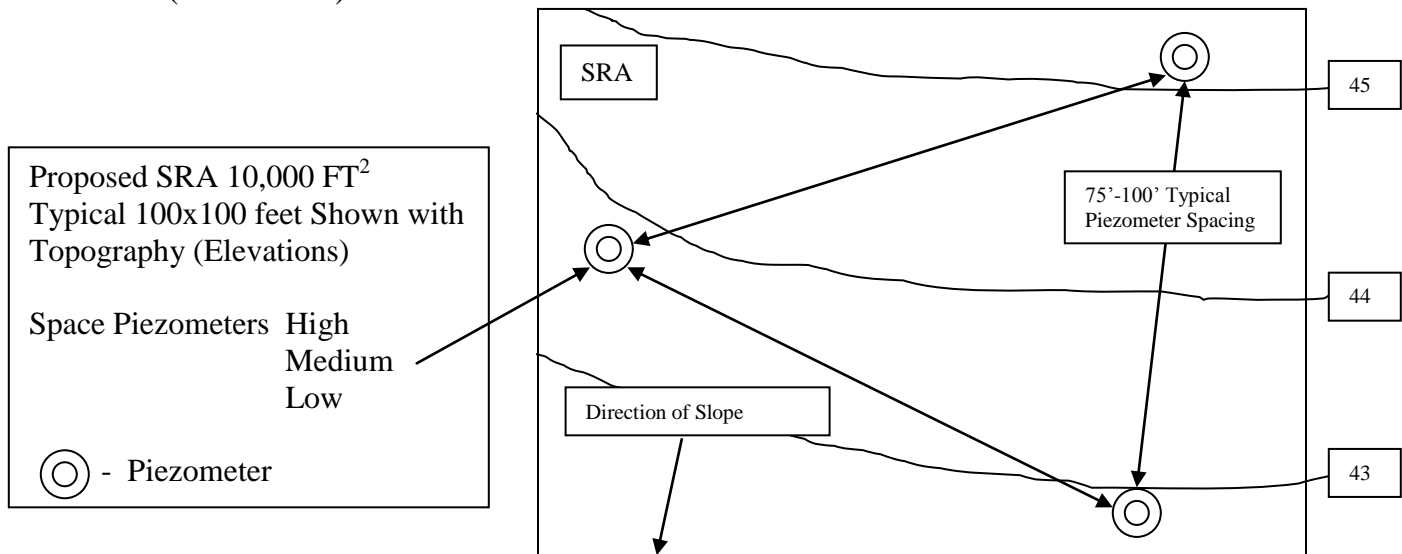 SRA
45
Proposed SRA 10,000 FT²
Typical 100x100 feet Shown with
Topography (Elevations)
75’-100’ Typical
Piezometer Spacing
44
Space Piezometers High
Medium
Low
Direction of Slope
- Piezometer
43